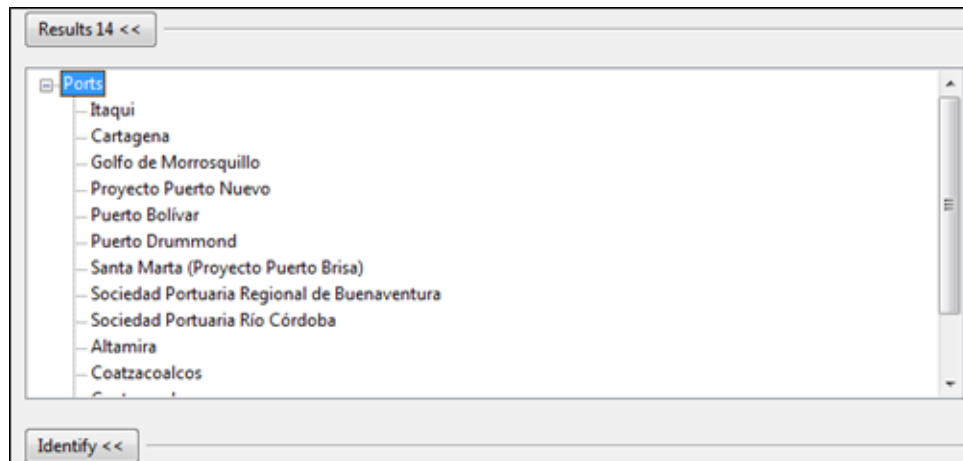 Results 14 <<
Ports
Itaqui
Cartagena
Golfo de Morrosquillo
Proyecto Puerto Nuevo
Puerto Bolívar
Puerto Drummond
Santa Marta (Proyecto Puerto Brisa)
Sociedad Portuaria Regional de Buenaventura
Sociedad Portuaria Río Córdoba
Altamira
Coatzacoalcos
Identify <<